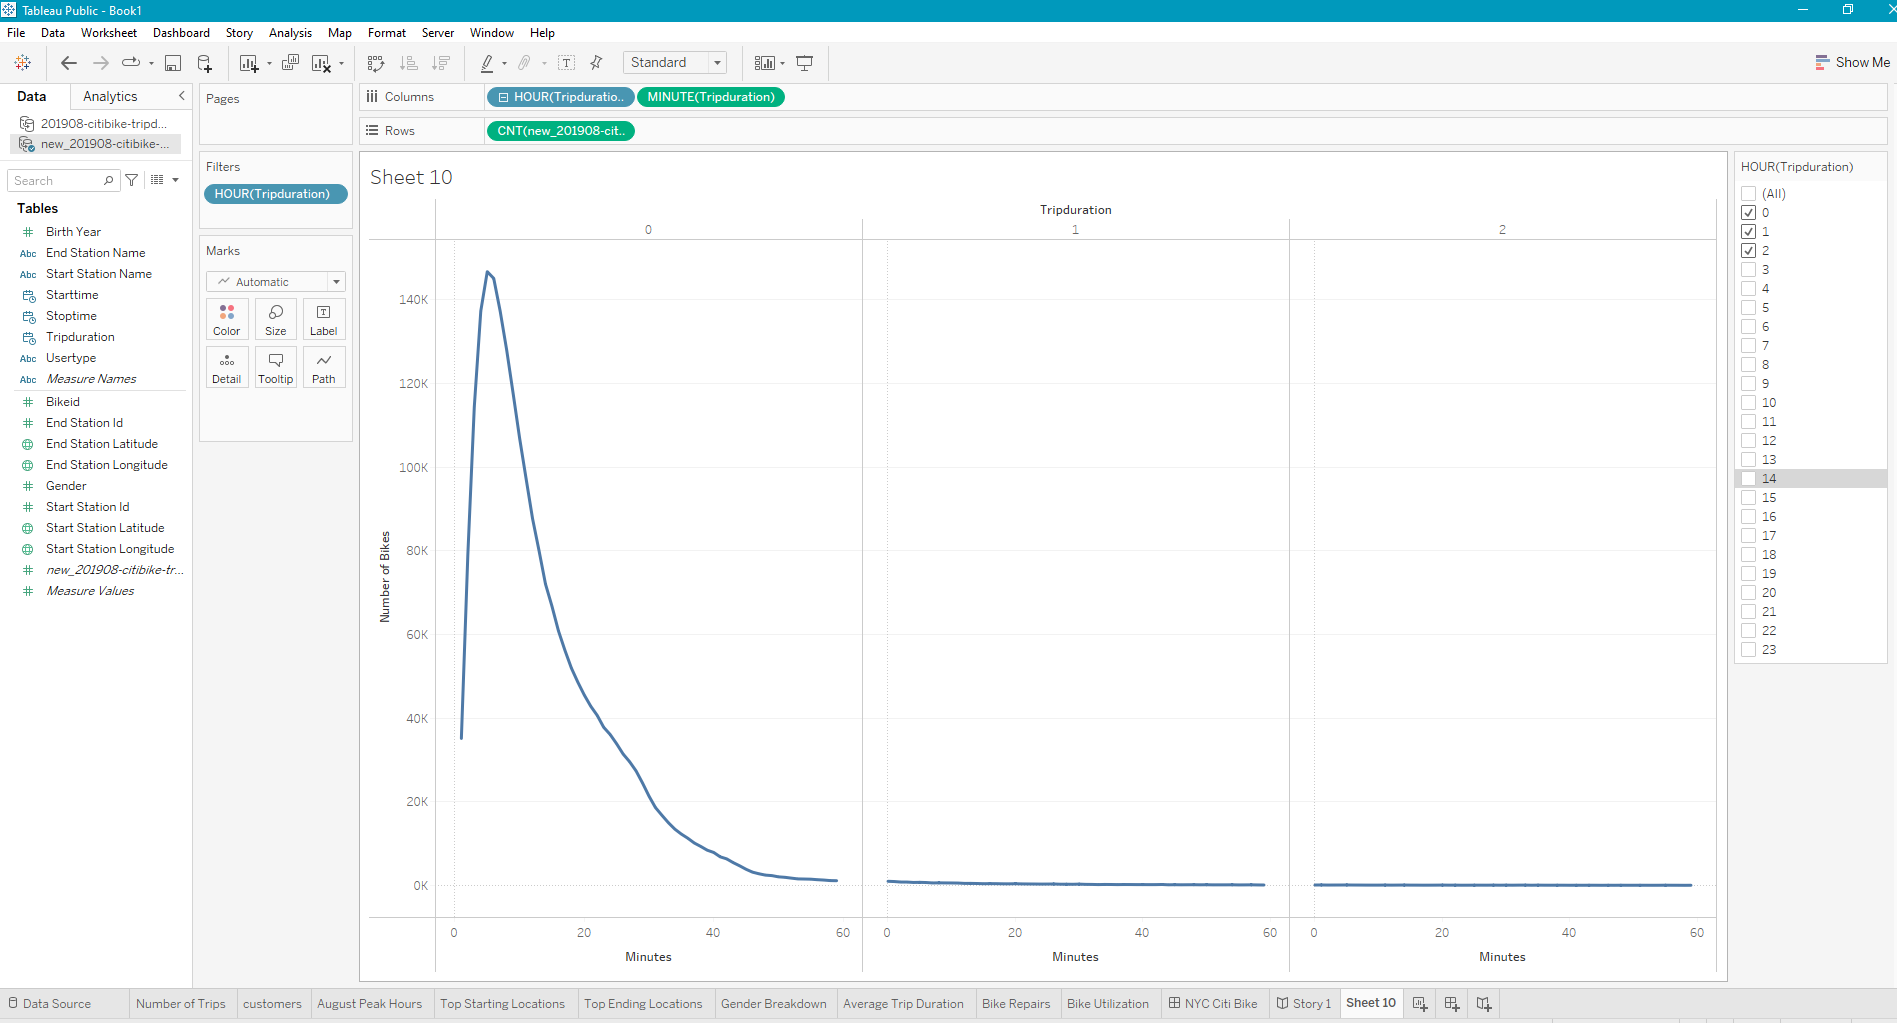 Tableau Public - Book1
File Data Worksheet Dashboard Story Analysis Map Format Server Window Help
Standard
Show Me
Data Analytics
201908-citibike-tripd...
new_201908-citibike-...
Search
Tables
# Birth Year
Abc End Station Name
Abc Start Station Name
Starttime
Stoptime
Tripduration
Abc Usertype
Abc Measure Names
# Bikeid
# End Station Id
End Station Latitude
End Station Longitude
# Gender
# Start Station Id
Start Station Latitude
Start Station Longitude
# new_201908-citibike-tr...
# Measure Values
Pages
Filters
HOUR(Tripduration)
Marks
Automatic
Color Size Label
Detail Tooltip Path
Columns HOUR(Tripduratio.. MINUTE(Tripduration)
Rows CNT(new_201908-cit..
Sheet 10
Tripduration
0 1 2
Number of Bikes
140K
120K
100K
80K
60K
40K
20K
0K
0 20 40 60 0 20 40 60 0 20 40 60
Minutes Minutes Minutes
HOUR(Tripduration)
(All)
0
1
2
3
4
5
6
7
8
9
10
11
12
13
14
15
16
17
18
19
20
21
22
23
Data Source Number of Trips customers August Peak Hours Top Starting Locations Top Ending Locations Gender Breakdown Average Trip Duration Bike Repairs Bike Utilization NYC Citi Bike Story 1 Sheet 10